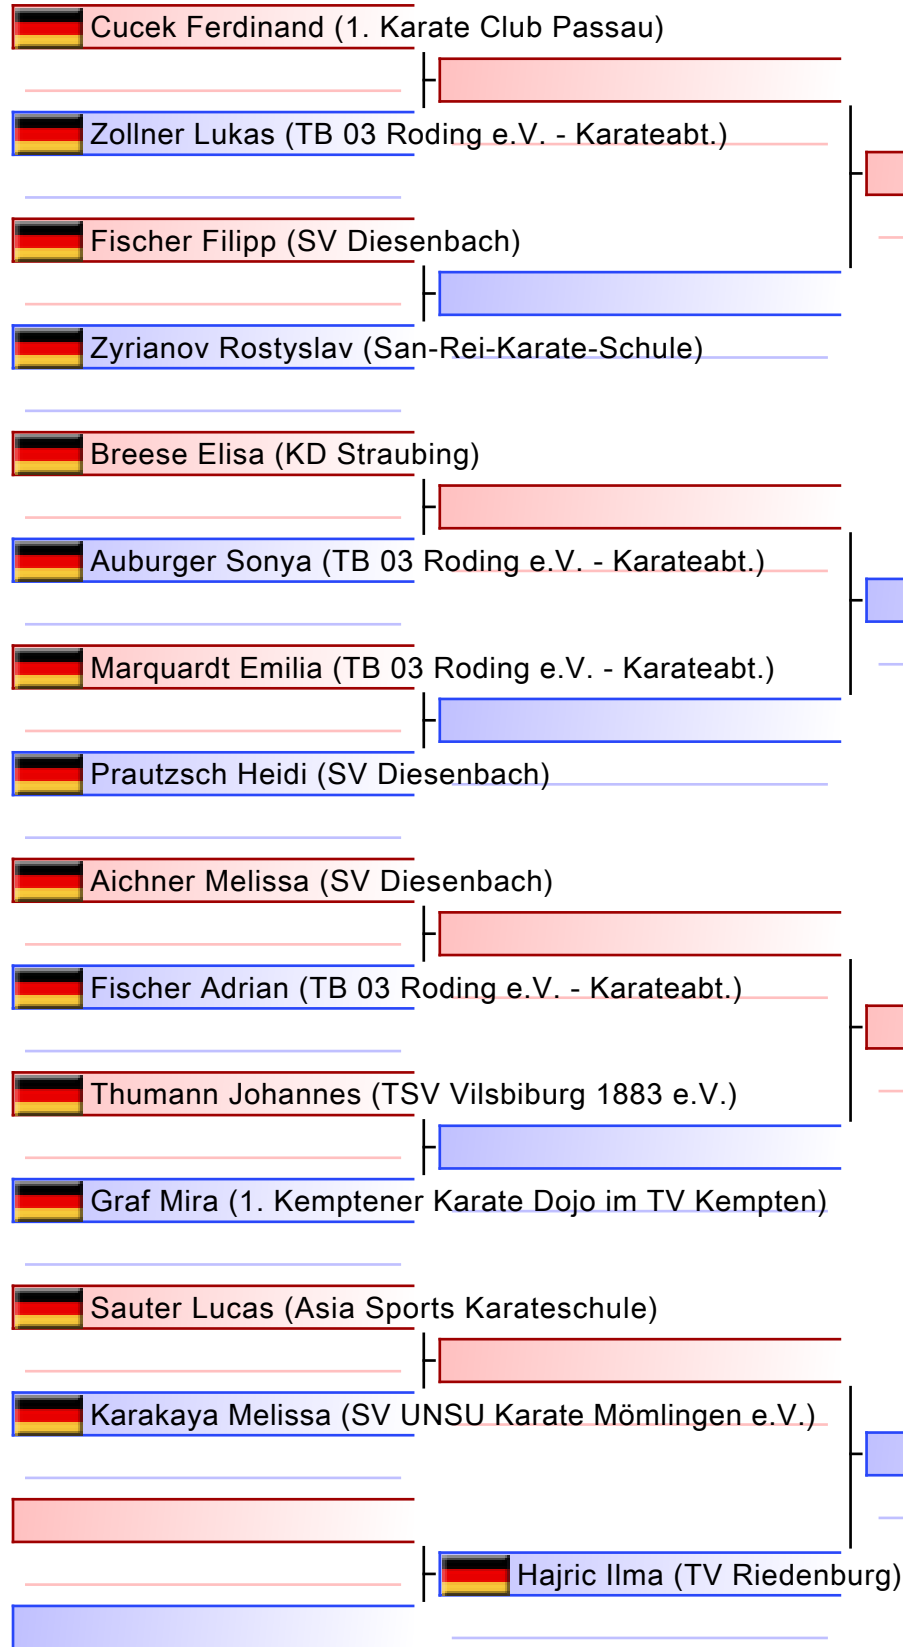 Cucek Ferdinand (1. Karate Club Passau)
Zollner Lukas (TB 03 Roding e.V. - Karateabt.)
Fischer Filipp (SV Diesenbach)
Zyrianov Rostyslav (San-Rei-Karate-Schule)
Breese Elisa (KD Straubing)
Auburger Sonya (TB 03 Roding e.V. - Karateabt.)
Marquardt Emilia (TB 03 Roding e.V. - Karateabt.)
Prautzsch Heidi (SV Diesenbach)
Aichner Melissa (SV Diesenbach)
Fischer Adrian (TB 03 Roding e.V. - Karateabt.)
Thumann Johannes (TSV Vilsbiburg 1883 e.V.)
Graf Mira (1. Kemptener Karate Dojo im TV Kempten)
Sauter Lucas (Asia Sports Karateschule)
Karakaya Melissa (SV UNSU Karate Mömlingen e.V.)
Hajric Ilma (TV Riedenburg)